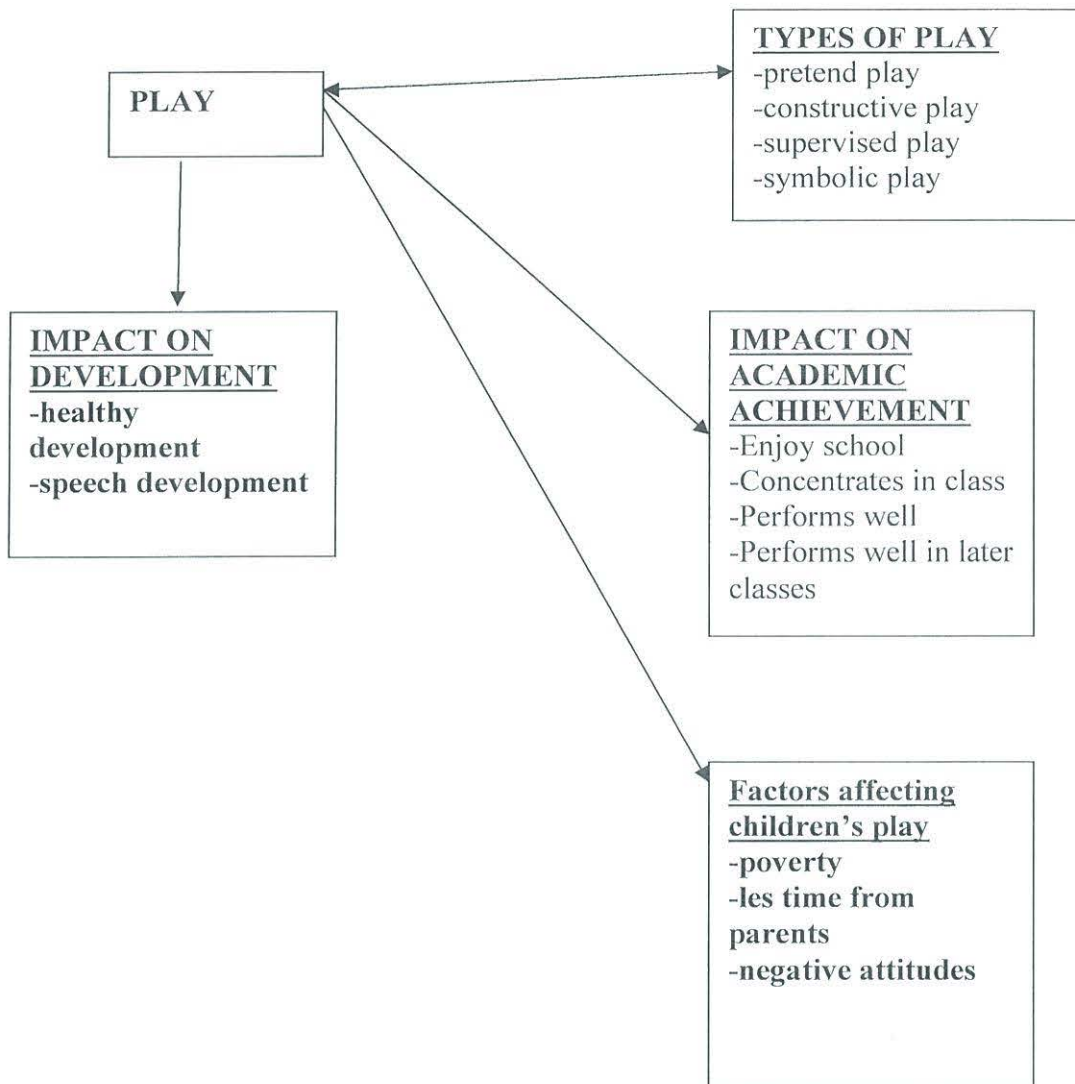 PLAY
TYPES OF PLAY
-pretend play
-constructive play
-supervised play
-symbolic play
IMPACT ON
DEVELOPMENT
-healthy
development
-speech development
IMPACT ON
ACADEMIC
ACHIEVEMENT
-Enjoy school
-Concentrates in class
-Performs well
-Performs well in later
classes
Factors affecting
children’s play
-poverty
-les time from
parents
-negative attitudes